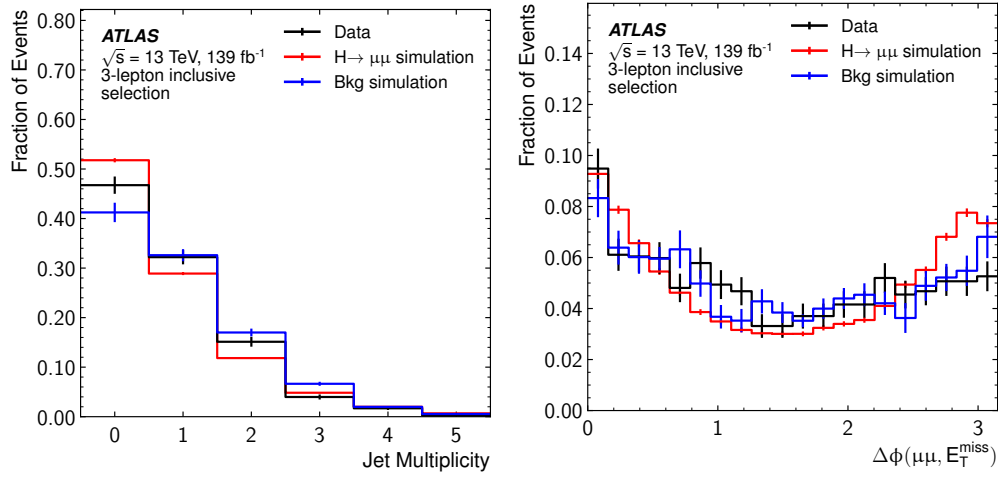 0.80
0.70
0.60
0.50
0.40
0.30
0.20
0.10
0.00
Fraction of Events
ATLAS
√s = 13 TeV, 139 fb⁻¹
3-lepton inclusive
selection
Data
H→ μμ simulation
Bkg simulation
0 1 2 3 4 5
Jet Multiplicity
0.14
0.12
0.10
0.08
0.06
0.04
0.02
0.00
Fraction of Events
ATLAS
√s = 13 TeV, 139 fb⁻¹
3-lepton inclusive
selection
Data
H→ μμ simulation
Bkg simulation
0 1 2 3
Δϕ(μμ, E_T^miss)